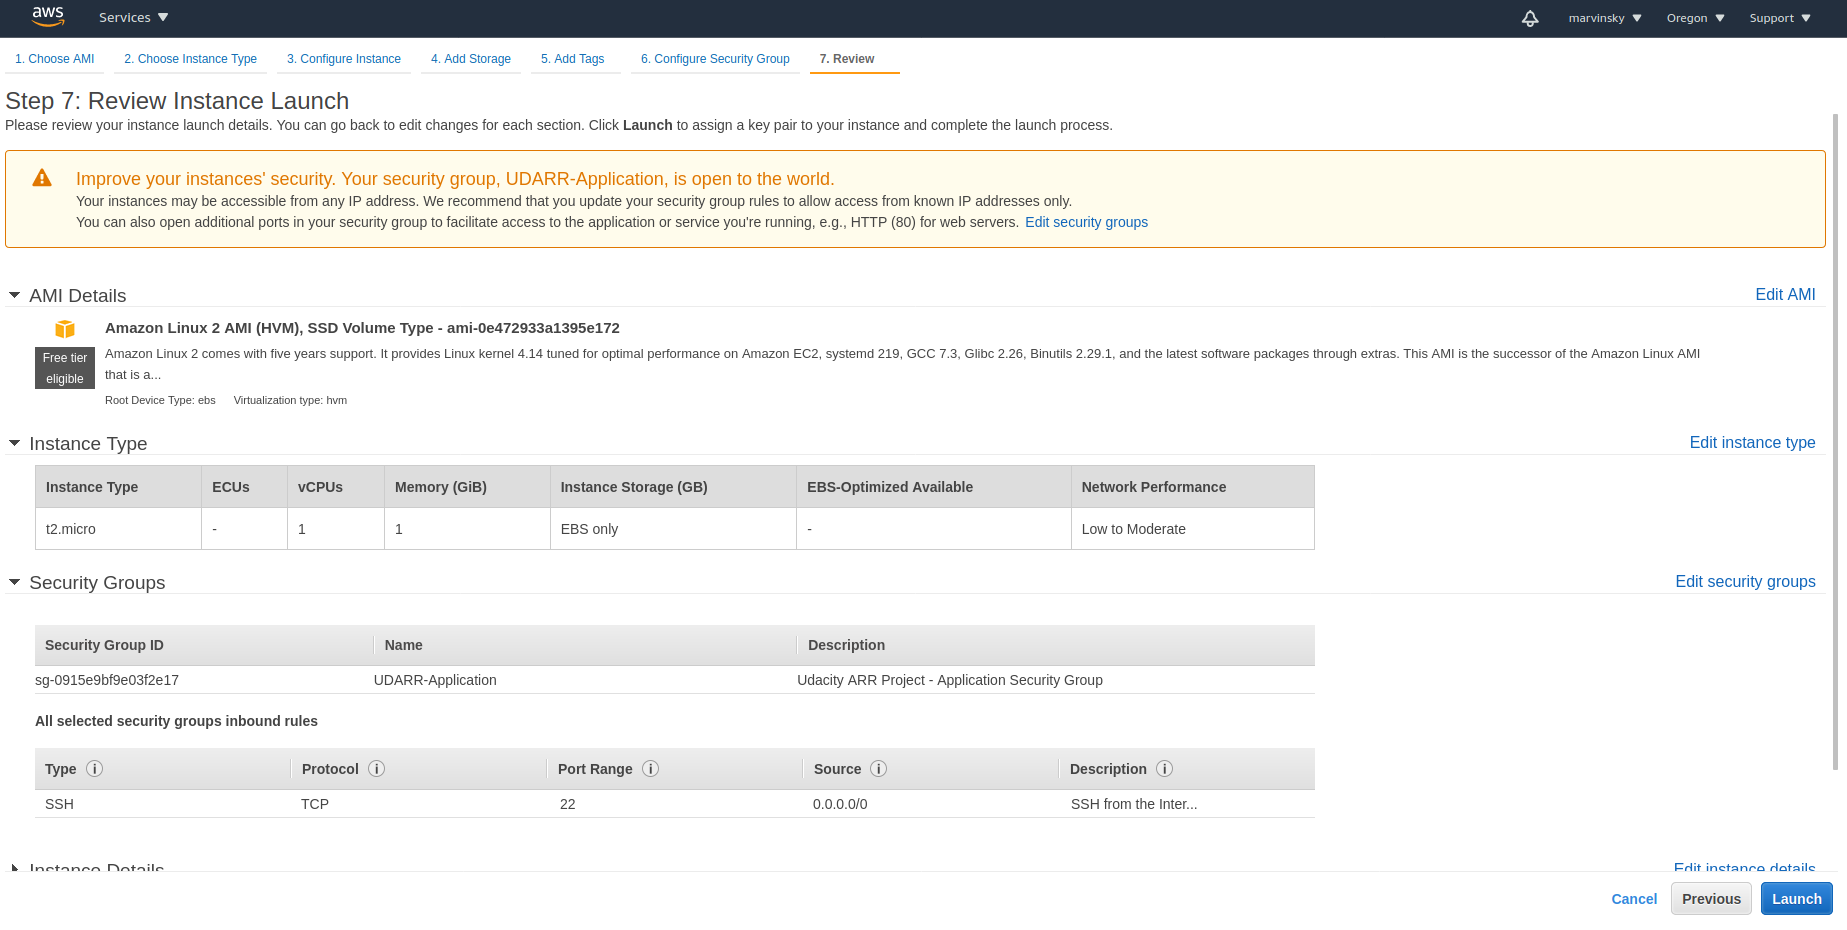 aws Services marvinsky Oregon Support
1. Choose AMI 2. Choose Instance Type 3. Configure Instance 4. Add Storage 5. Add Tags 6. Configure Security Group 7. Review
Step 7: Review Instance Launch
Please review your instance launch details. You can go back to edit changes for each section. Click Launch to assign a key pair to your instance and complete the launch process.
Improve your instances' security. Your security group, UDARR-Application, is open to the world.
Your instances may be accessible from any IP address. We recommend that you update your security group rules to allow access from known IP addresses only.
You can also open additional ports in your security group to facilitate access to the application or service you're running, e.g., HTTP (80) for web servers. Edit security groups
AMI Details Edit AMI
Amazon Linux 2 AMI (HVM), SSD Volume Type - ami-0e472933a1395e172
Free tier
eligible
Amazon Linux 2 comes with five years support. It provides Linux kernel 4.14 tuned for optimal performance on Amazon EC2, systemd 219, GCC 7.3, Glibc 2.26, Binutils 2.29.1, and the latest software packages through extras. This AMI is the successor of the Amazon Linux AMI
that is a...
Root Device Type: ebs Virtualization type: hvm
Instance Type Edit instance type
Instance Type ECUs vCPUs Memory (GiB) Instance Storage (GB) EBS-Optimized Available Network Performance
t2.micro - 1 1 EBS only - Low to Moderate
Security Groups Edit security groups
Security Group ID Name Description
sg-0915e9bf9e03f2e17 UDARR-Application Udacity ARR Project - Application Security Group
All selected security groups inbound rules
Type Protocol Port Range Source Description
SSH TCP 22 0.0.0.0/0 SSH from the Inter...
Instance Details Edit instance details
Cancel Previous Launch